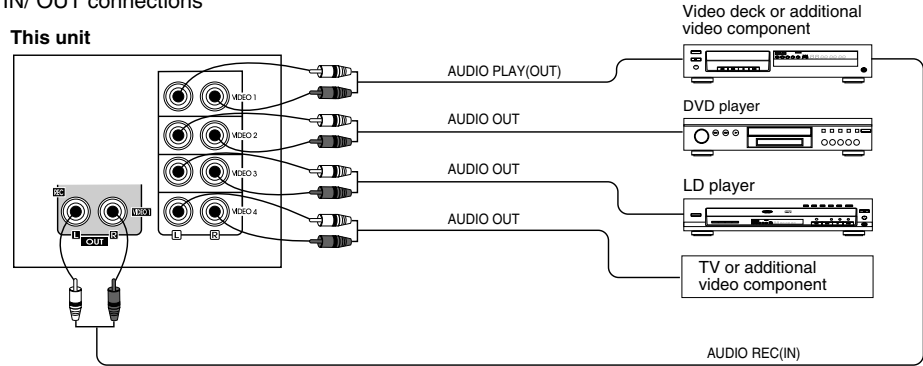 IN/ OUT connections
This unit
Video deck or additional
video component
AUDIO PLAY(OUT)
VIDEO 1
DVD player
AUDIO OUT
VIDEO 2
AUDIO OUT
VIDEO 3
LD player
REC
VIDEO 1
AUDIO OUT
VIDEO 4
L R
L R
OUT
TV or additional
video component
AUDIO REC(IN)